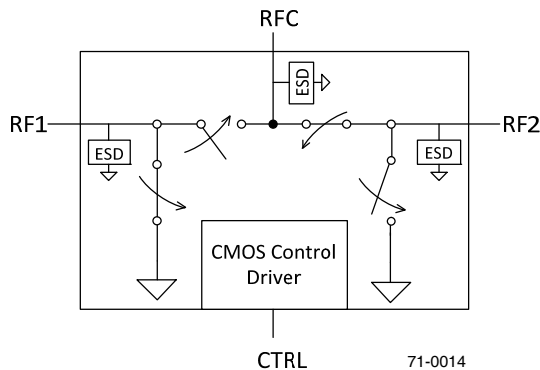 RFC
ESD
RF1
RF2
ESD
ESD
CMOS Control
Driver
CTRL
71-0014